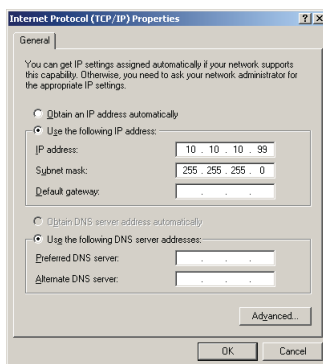 Internet Protocol (TCP/IP) Properties
General
You can get IP settings assigned automatically if your network supports
this capability. Otherwise, you need to ask your network administrator for
the appropriate IP settings.
Obtain an IP address automatically
Use the following IP address:
IP address: 10 . 10 . 10 . 99
Subnet mask: 255 . 255 . 255 . 0
Default gateway: . . .
Obtain DNS server address automatically
Use the following DNS server addresses:
Preferred DNS server: . . .
Alternate DNS server: . . .
Advanced...
OK Cancel